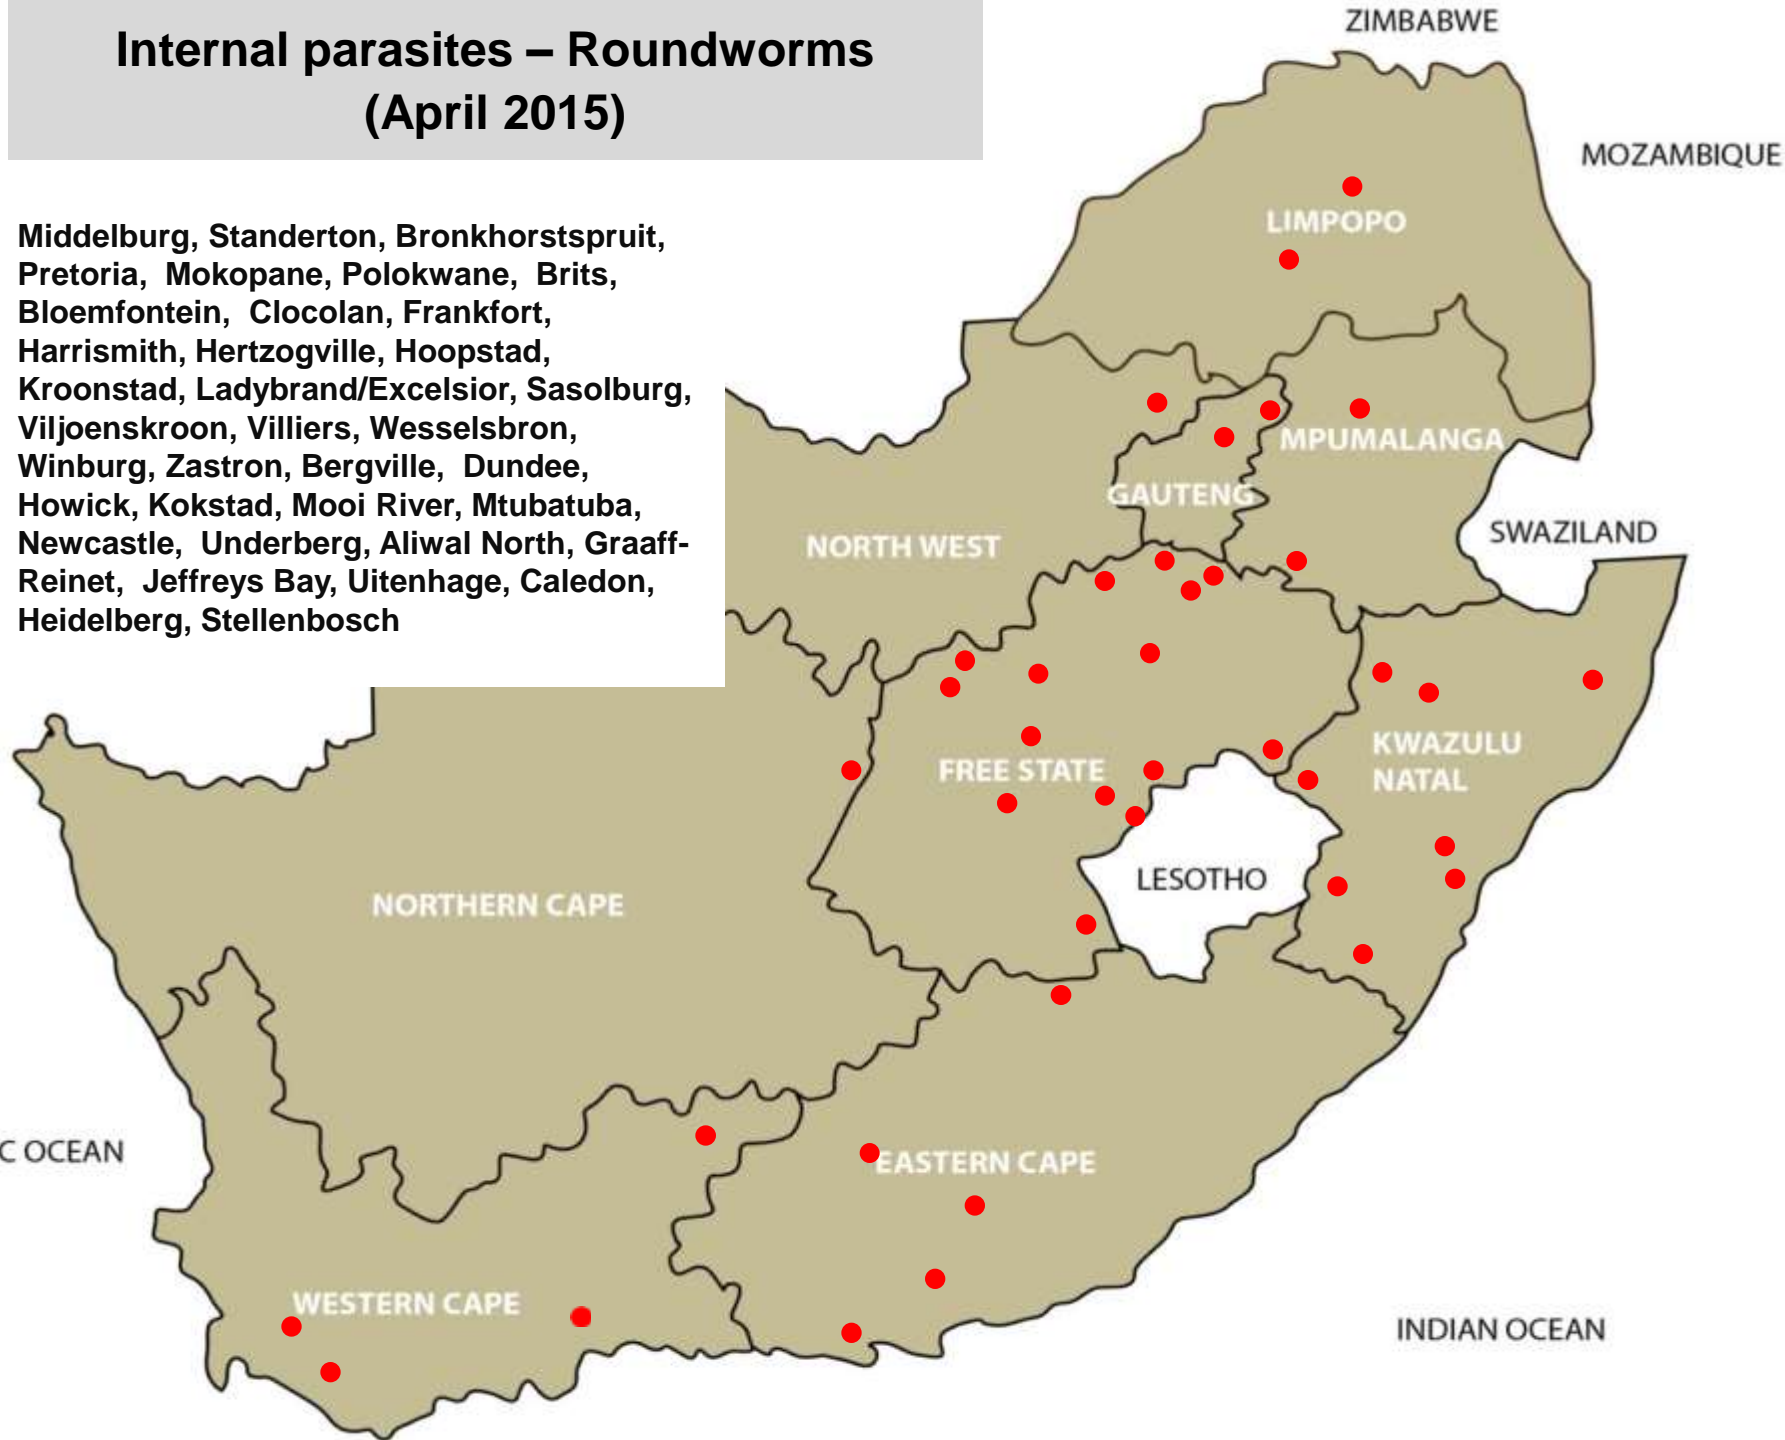 Internal parasites – Roundworms
(April 2015)
Middelburg, Standerton, Bronkhorstspruit,
Pretoria, Mokopane, Polokwane, Brits,
Bloemfontein, Clocolan, Frankfort,
Harrismith, Hertzogville, Hoopstad,
Kroonstad, Ladybrand/Excelsior, Sasolburg,
Viljoenskroon, Villiers, Wesselsbron,
Winburg, Zastron, Bergville, Dundee,
Howick, Kokstad, Mooi River, Mtubatuba,
Newcastle, Underberg, Aliwal North, Graaff-
Reinet, Jeffreys Bay, Uitenhage, Caledon,
Heidelberg, Stellenbosch
ZIMBABWE
MOZAMBIQUE
LIMPOPO
MPUMALANGA
GAUTENG
SWAZILAND
NORTH WEST
KWAZULU
NATAL
FREE STATE
LESOTHO
NORTHERN CAPE
C OCEAN
EASTERN CAPE
WESTERN CAPE
INDIAN OCEAN